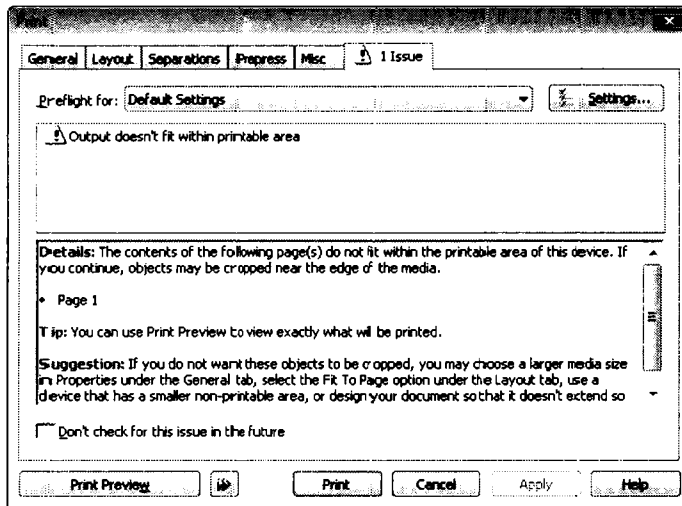 Print
General Layout Separations Prepress Misc 1 Issue
Preflight for: Default Settings Settings...
Output doesn't fit within printable area
Details: The contents of the following page(s) do not fit within the printable area of this device. If
you continue, objects may be cropped near the edge of the media.
• Page 1
Tip: You can use Print Preview to view exactly what will be printed.
Suggestion: If you do not want these objects to be cropped, you may choose a larger media size
in Properties under the General tab, select the Fit To Page option under the Layout tab, use a
device that has a smaller non-printable area, or design your document so that it doesn't extend so
Don't check for this issue in the future
Print Preview Print Cancel Apply Help